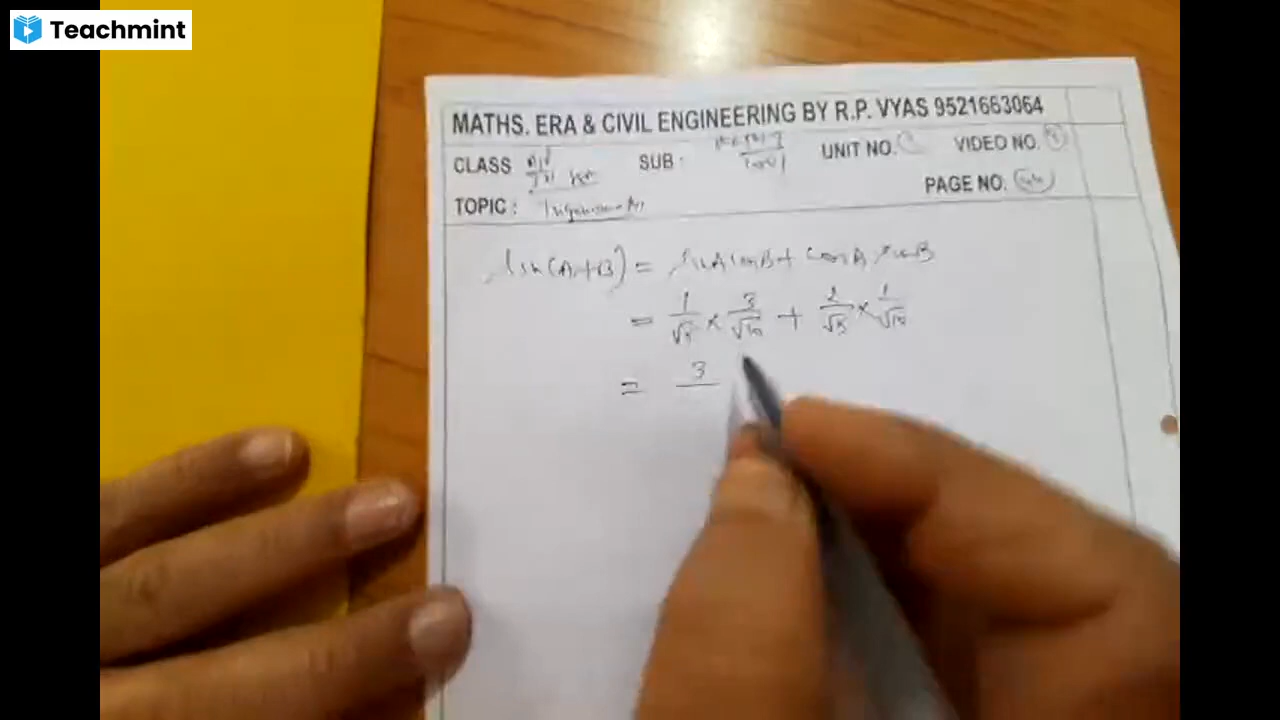 Teachmint
MATHS. ERA & CIVIL ENGINEERING BY R.P. VYAS 9521663064
CLASS SUB : UNIT NO. VIDEO NO.
PAGE NO.
TOPIC : Trigonometry
sin(A+B) = sinA cosB + cosA sinB
= 1/√5 × 3/√10 + 2/√5 × 1/√10
= 3